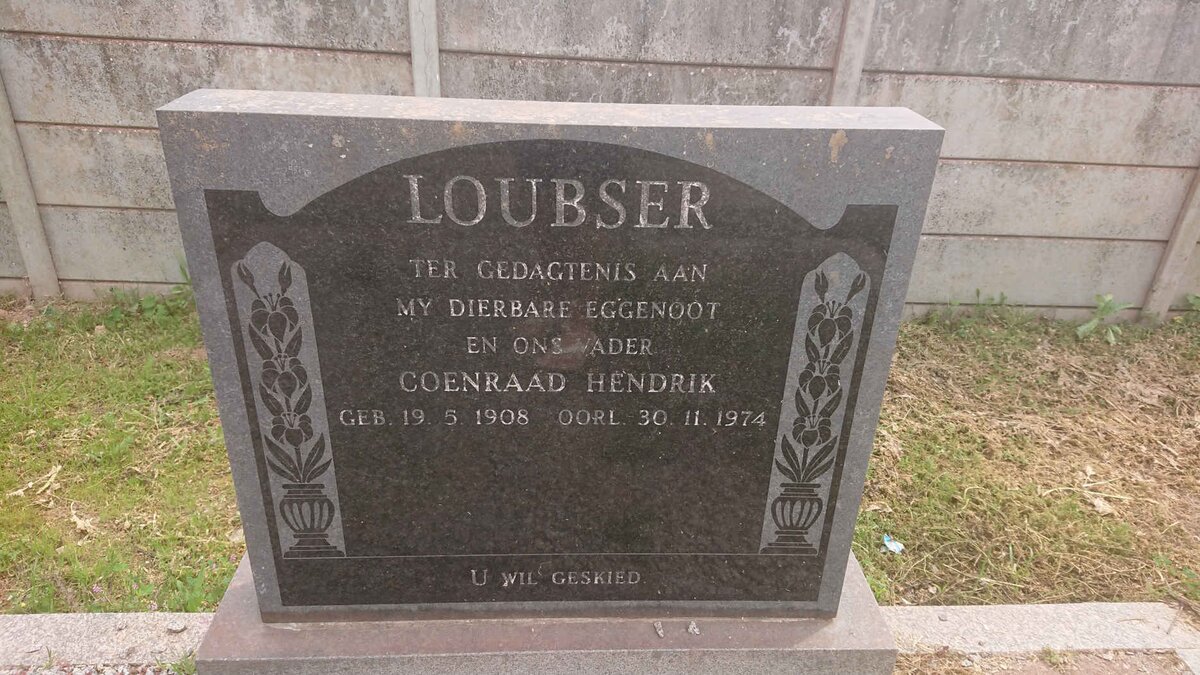 LOUBSER
TER GEDAGTENIS AAN
MY DIERBARE EGGENOOT
EN ONS VADER
COENRAAD HENDRIK
GEB. 19. 5. 1908 OORL. 30. 11. 1974
U WIL GESKIED.